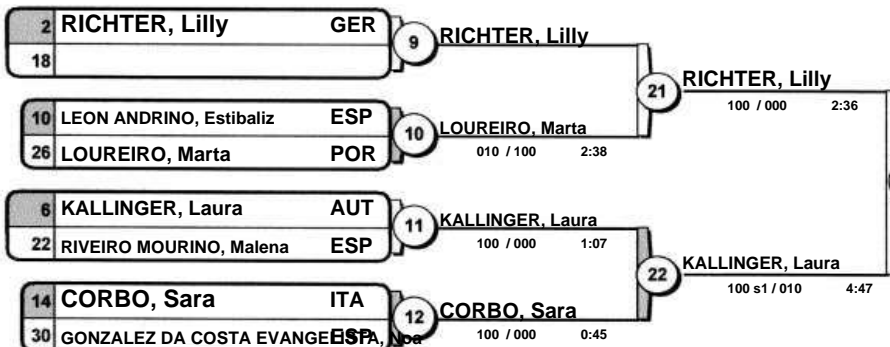 2 RICHTER, Lilly GER
18
9
RICHTER, Lilly
10 LEON ANDRINO, Estibaliz ESP
26 LOUREIRO, Marta POR
10
LOUREIRO, Marta
010 / 100 2:38
21
RICHTER, Lilly
100 / 000 2:36
6 KALLINGER, Laura AUT
22 RIVEIRO MOURINO, Malena ESP
11
KALLINGER, Laura
100 / 000 1:07
14 CORBO, Sara ITA
30 GONZALEZ DA COSTA EVANGELISTA, Noa ESP
12
CORBO, Sara
100 / 000 0:45
22
KALLINGER, Laura
100 s1 / 010 4:47